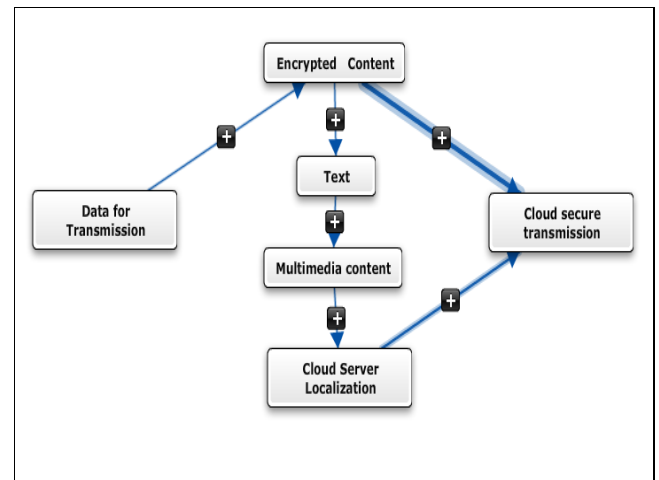 Encrypted Content
+
+
+
Text
Data for
Transmission
+
Cloud secure
transmission
Multimedia content
+
+
Cloud Server
Localization